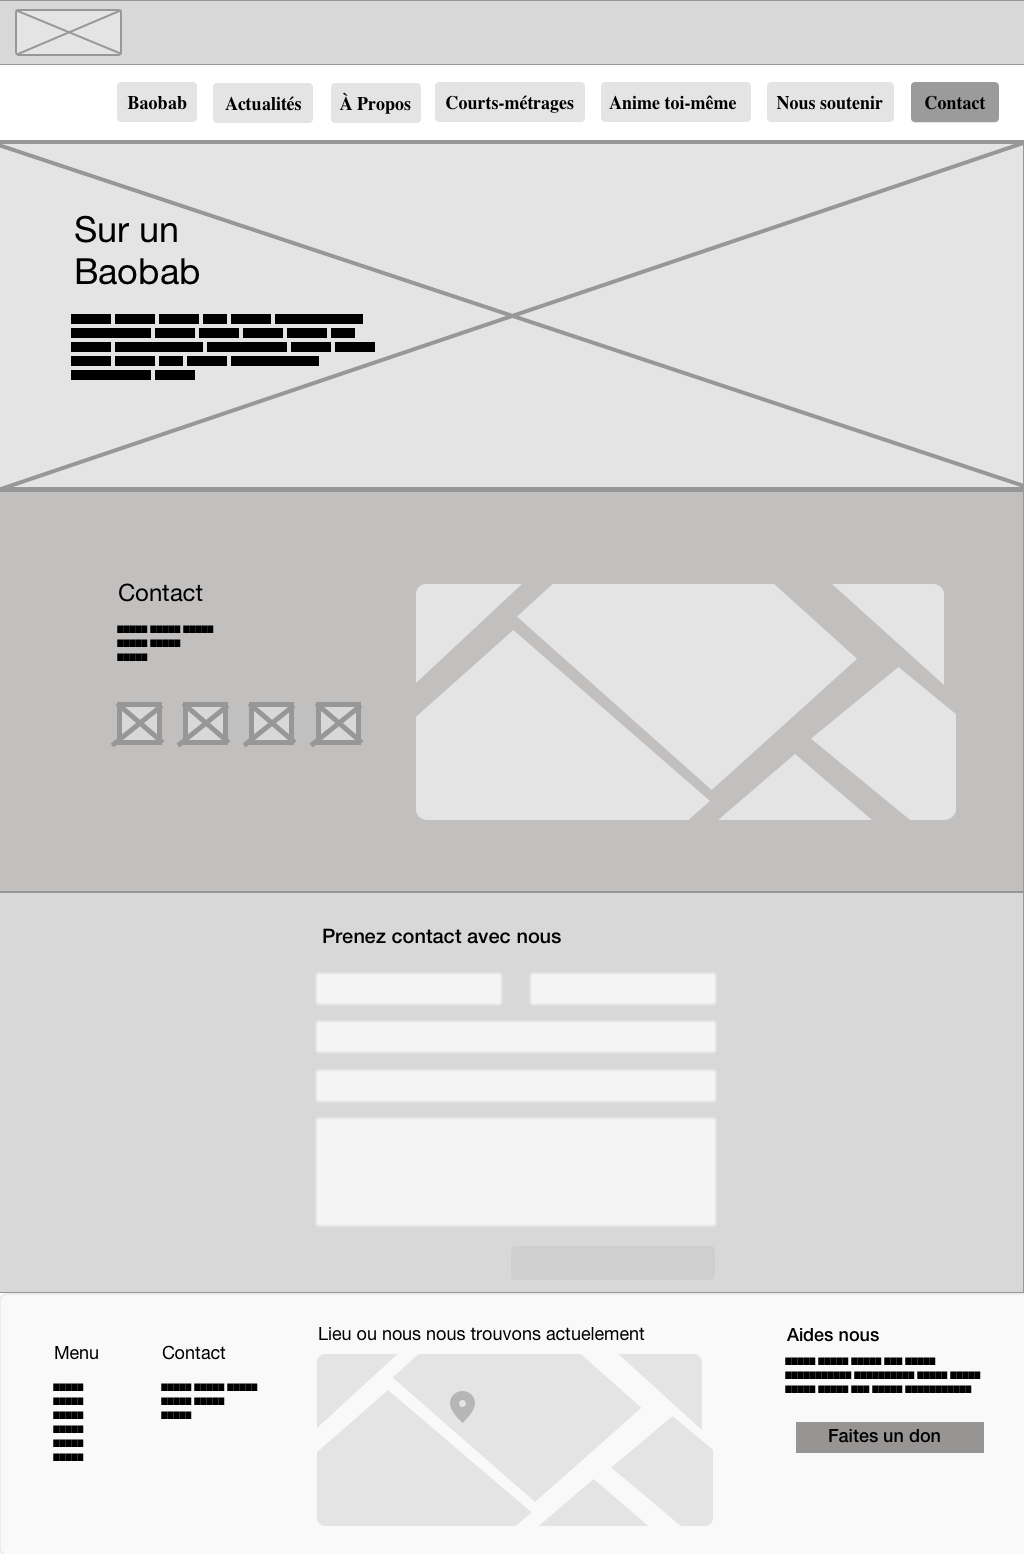 Baobab
Actualités
À Propos
Courts-métrages
Anime toi-même
Nous soutenir
Contact
Sur un
Baobab
Contact
Prenez contact avec nous
Menu
Contact
Lieu ou nous nous trouvons actuelement
Aides nous
Faites un don